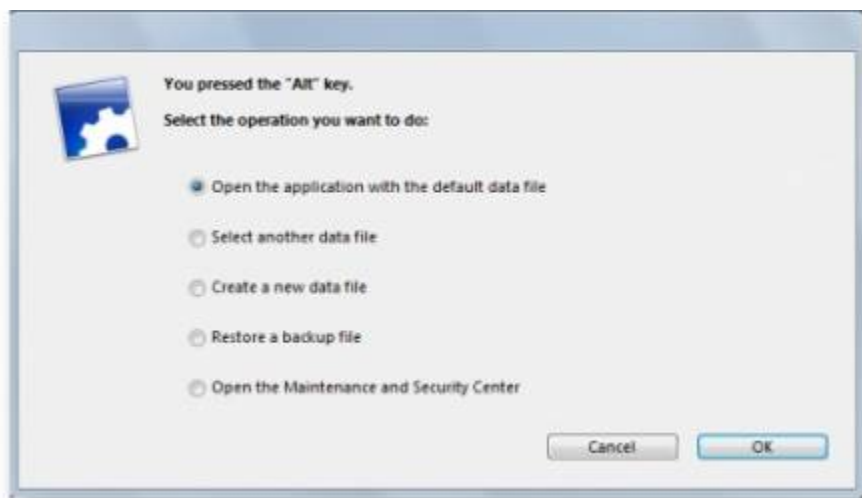 You pressed the "Alt" key.
Select the operation you want to do:
Open the application with the default data file
Select another data file
Create a new data file
Restore a backup file
Open the Maintenance and Security Center
Cancel
OK